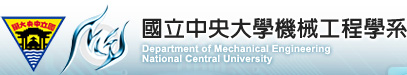 國立中央大學機械工程學系
Department of Mechanical Engineering
National Central University